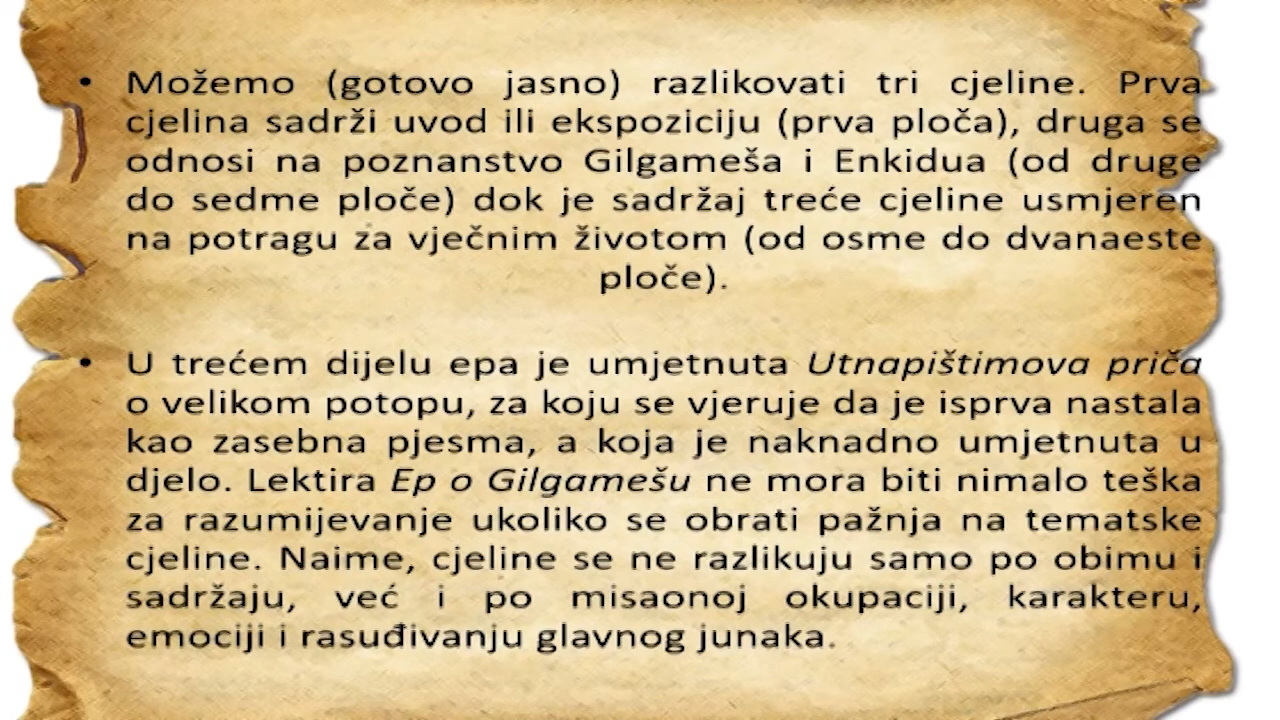 • Možemo (gotovo jasno) razlikovati tri cjeline. Prva
cjelina sadrži uvod ili ekspoziciju (prva ploča), druga se
odnosi na poznanstvo Gilgameša i Enkidua (od druge
do sedme ploče) dok je sadržaj treće cjeline usmjeren
na potragu za vječnim životom (od osme do dvanaeste
ploče).
• U trećem dijelu epa je umjetnuta Utnapištimova priča
o velikom potopu, za koju se vjeruje da je isprva nastala
kao zasebna pjesma, a koja je naknadno umjetnuta u
djelo. Lektira Ep o Gilgamešu ne mora biti nimalo teška
za razumijevanje ukoliko se obrati pažnja na tematske
cjeline. Naime, cjeline se ne razlikuju samo po obimu i
sadržaju, već i po misaonoj okupaciji, karakteru,
emociji i rasuđivanju glavnog junaka.